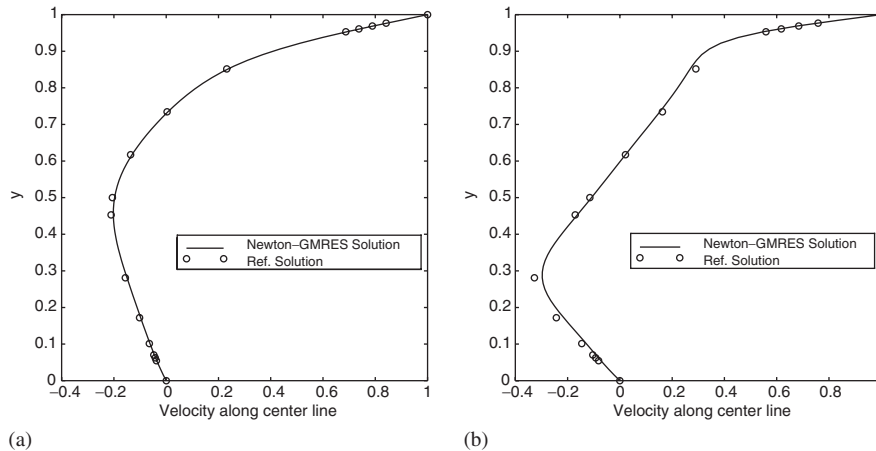 1
0.9
0.8
0.7
0.6
0.5
0.4
0.3
0.2
0.1
0
y
−0.4 −0.2 0 0.2 0.4 0.6 0.8 1
Velocity along center line
Newton−GMRES Solution
Ref. Solution
(a)
1
0.9
0.8
0.7
0.6
0.5
0.4
0.3
0.2
0.1
0
y
−0.4 −0.2 0 0.2 0.4 0.6 0.8
Velocity along center line
Newton−GMRES Solution
Ref. Solution
(b)